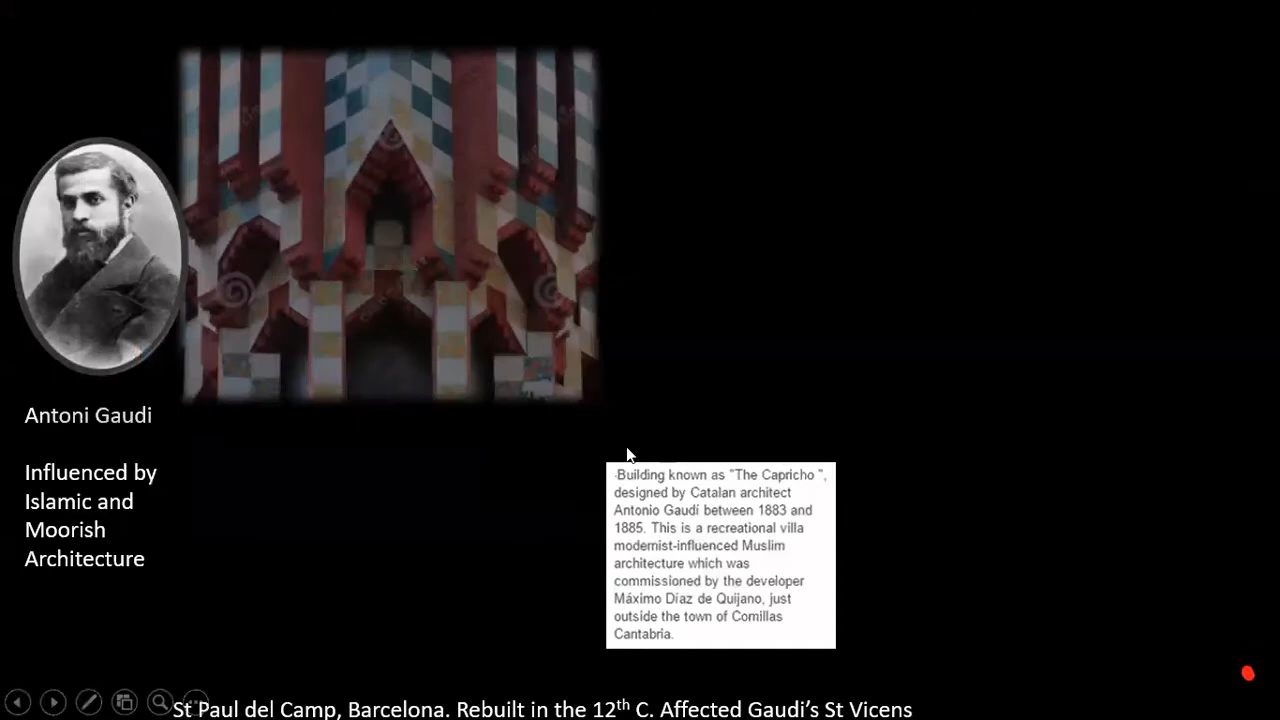 Antoni Gaudi
Influenced by
Islamic and
Moorish
Architecture
-Building known as "The Capricho ",
designed by Catalan architect
Antonio Gaudí between 1883 and
1885. This is a recreational villa
modernist-influenced Muslim
architecture which was
commissioned by the developer
Máximo Díaz de Quijano, just
outside the town of Comillas
Cantabria.
St Paul del Camp, Barcelona. Rebuilt in the 12th C. Affected Gaudi's St Vicens